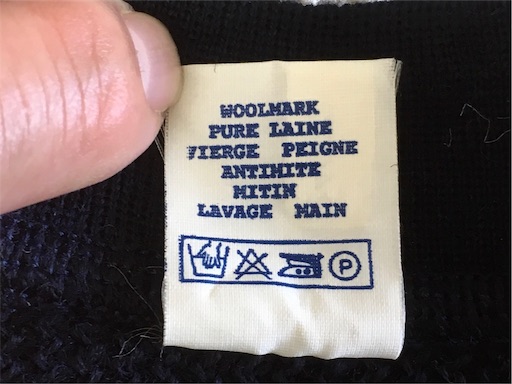 WOOLMARK
PURE LAINE
VIERGE PEIGNE
ANTIMITE
MITIN
LAVAGE MAIN
P